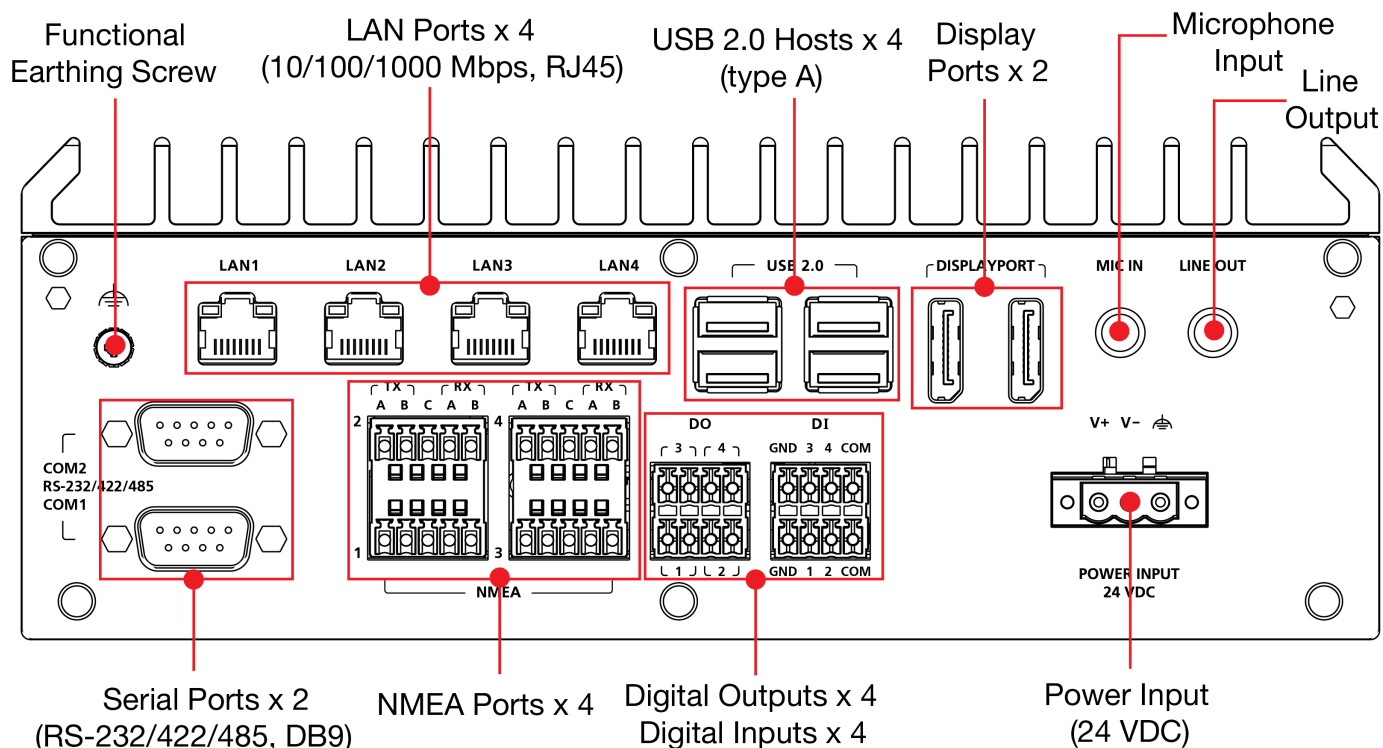 Functional
Earthing Screw
LAN Ports x 4
(10/100/1000 Mbps, RJ45)
USB 2.0 Hosts x 4
(type A)
Display
Ports x 2
Microphone
Input
Line
Output
LAN1 LAN2 LAN3 LAN4
USB 2.0
DISPLAYPORT
MIC IN
LINE OUT
TX RX TX RX
A B C A B A B C A B
2 4
1 3
NMEA
COM2
RS-232/422/485
COM1
DO
3 4
1 2
DI
GND 3 4 COM
GND 1 2 COM
V+ V-
POWER INPUT
24 VDC
Serial Ports x 2
(RS-232/422/485, DB9)
NMEA Ports x 4
Digital Outputs x 4
Digital Inputs x 4
Power Input
(24 VDC)